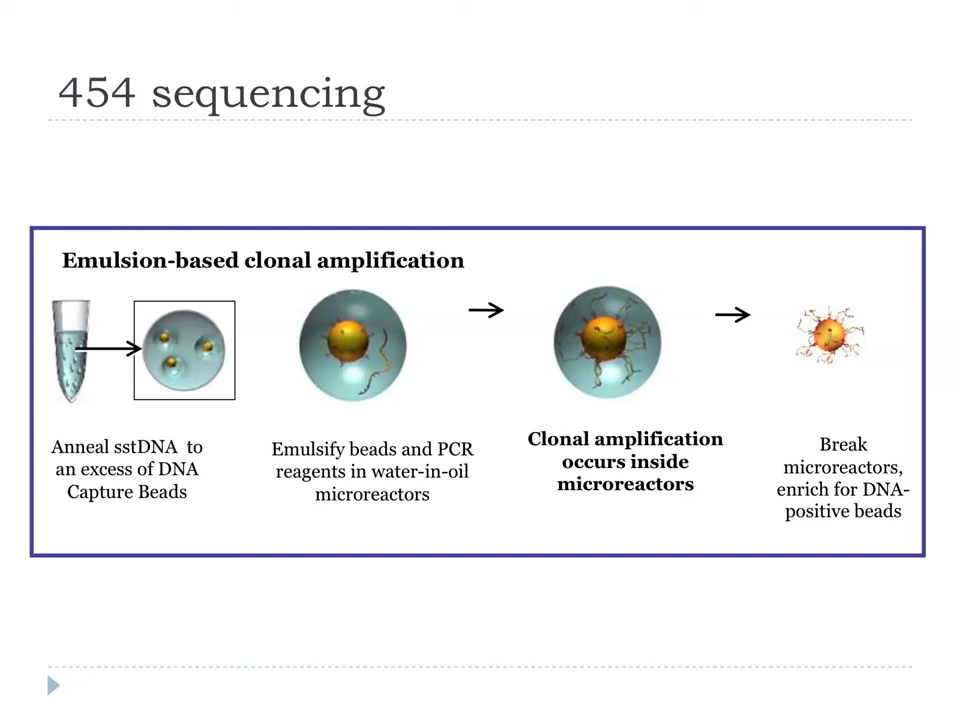 454 sequencing
Emulsion-based clonal amplification
Anneal sstDNA to
an excess of DNA
Capture Beads
Emulsify beads and PCR
reagents in water-in-oil
microreactors
Clonal amplification
occurs inside
microreactors
Break
microreactors,
enrich for DNA-
positive beads